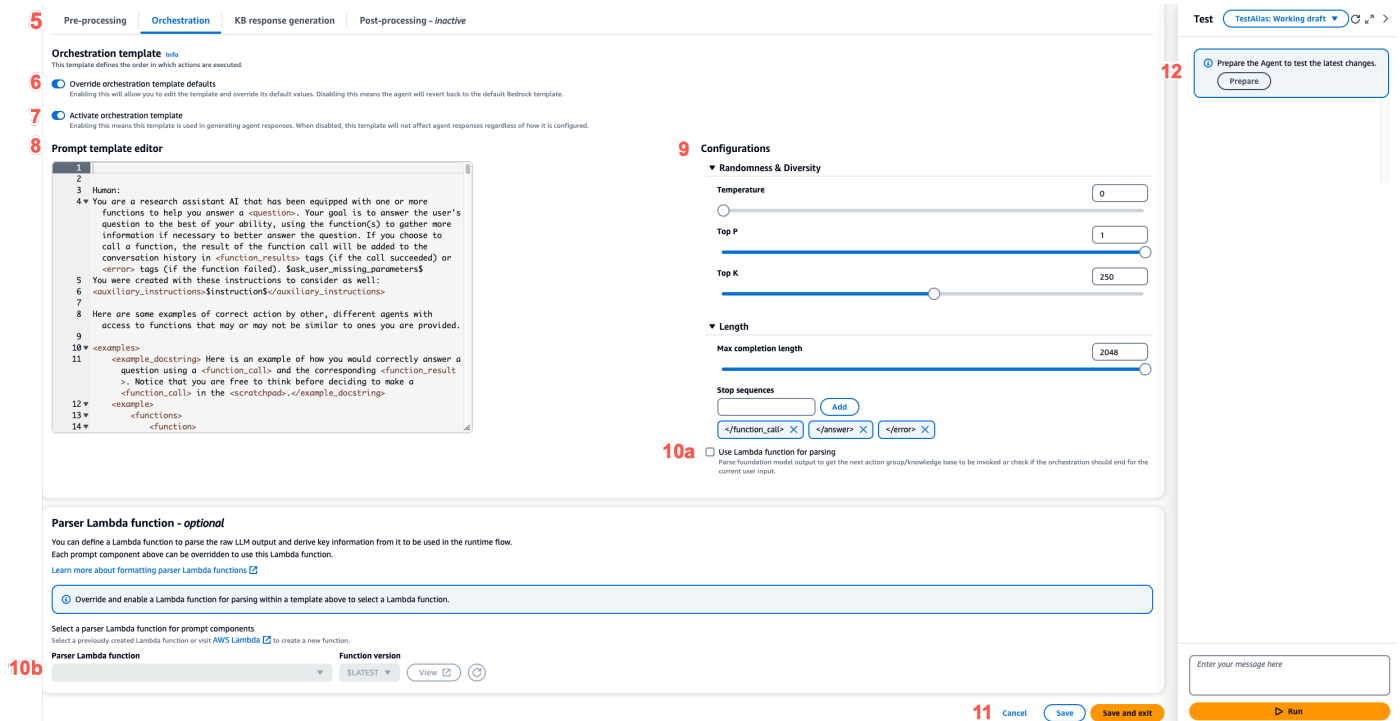 5
Pre-processing
Orchestration
KB response generation
Post-processing - inactive
Orchestration template Info
This template defines the order in which actions are executed.
6
Override orchestration template defaults
Enabling this will allow you to edit the template and override its default values. Disabling this means the agent will revert back to the default Bedrock template.
7
Activate orchestration template
Enabling this means this template is used in generating agent responses. When disabled, this template will not affect agent responses regardless of how it is configured.
8
Prompt template editor
1
2
3 Human:
4 You are a research assistant AI that has been equipped with one or more
functions to help you answer a <question>. Your goal is to answer the user's
question to the best of your ability, using the function(s) to gather more
information if necessary to better answer the question. If you choose to
call a function, the result of the function call will be added to the
conversation history in <function_results> tags (if the call succeeded) or
<error> tags (if the function failed). $ask_user_missing_parameters$
5 You were created with these instructions to consider as well:
6 <auxiliary_instructions>$instruction$</auxiliary_instructions>
7
8 Here are some examples of correct action by other, different agents with
access to functions that may or may not be similar to ones you are provided.
9
10 <examples>
11 <example_docstring> Here is an example of how you would correctly answer a
question using a <function_call> and the corresponding <function_result
>. Notice that you are free to think before deciding to make a
<function_call> in the <scratchpad>.</example_docstring>
12 <example>
13 <functions>
14 <function>
9
Configurations
Randomness & Diversity
Temperature
0
Top P
1
Top K
250
Length
Max completion length
2048
Stop sequences
Add
</function_call>
</answer>
</error>
10a
Use Lambda function for parsing
Parse foundation model output to get the next action group/knowledge base to be invoked or check if the orchestration should end for the
current user input.
Parser Lambda function - optional
You can define a Lambda function to parse the raw LLM output and derive key information from it to be used in the runtime flow.
Each prompt component above can be overridden to use this Lambda function.
Learn more about formatting parser Lambda functions
Override and enable a Lambda function for parsing within a template above to select a Lambda function.
Select a parser Lambda function for prompt components
Select a previously created Lambda function or visit AWS Lambda to create a new function.
Parser Lambda function
Function version
10b
$LATEST
View
11
Cancel
Save
Save and exit
Test
TestAlias: Working draft
12
Prepare the Agent to test the latest changes.
Prepare
Enter your message here
Run